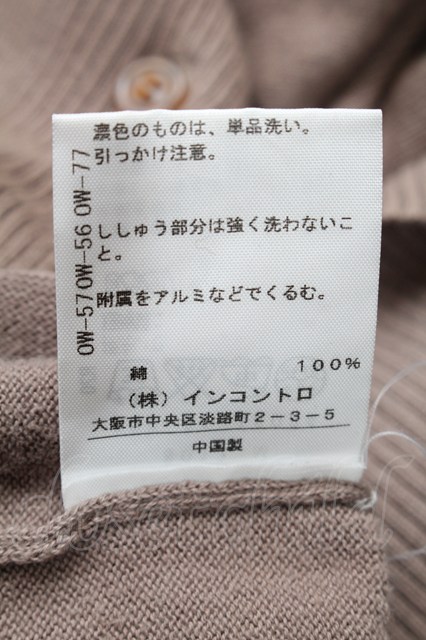 濃色のものは、単品洗い。
引っかけ注意。
ししゅう部分は強く洗わないこ
と。
附属をアルミなどでくるむ。
OW-57OW-56 OW-77
綿 100%
(株) インコントロ
大阪市中央区淡路町2-3-5
中国製